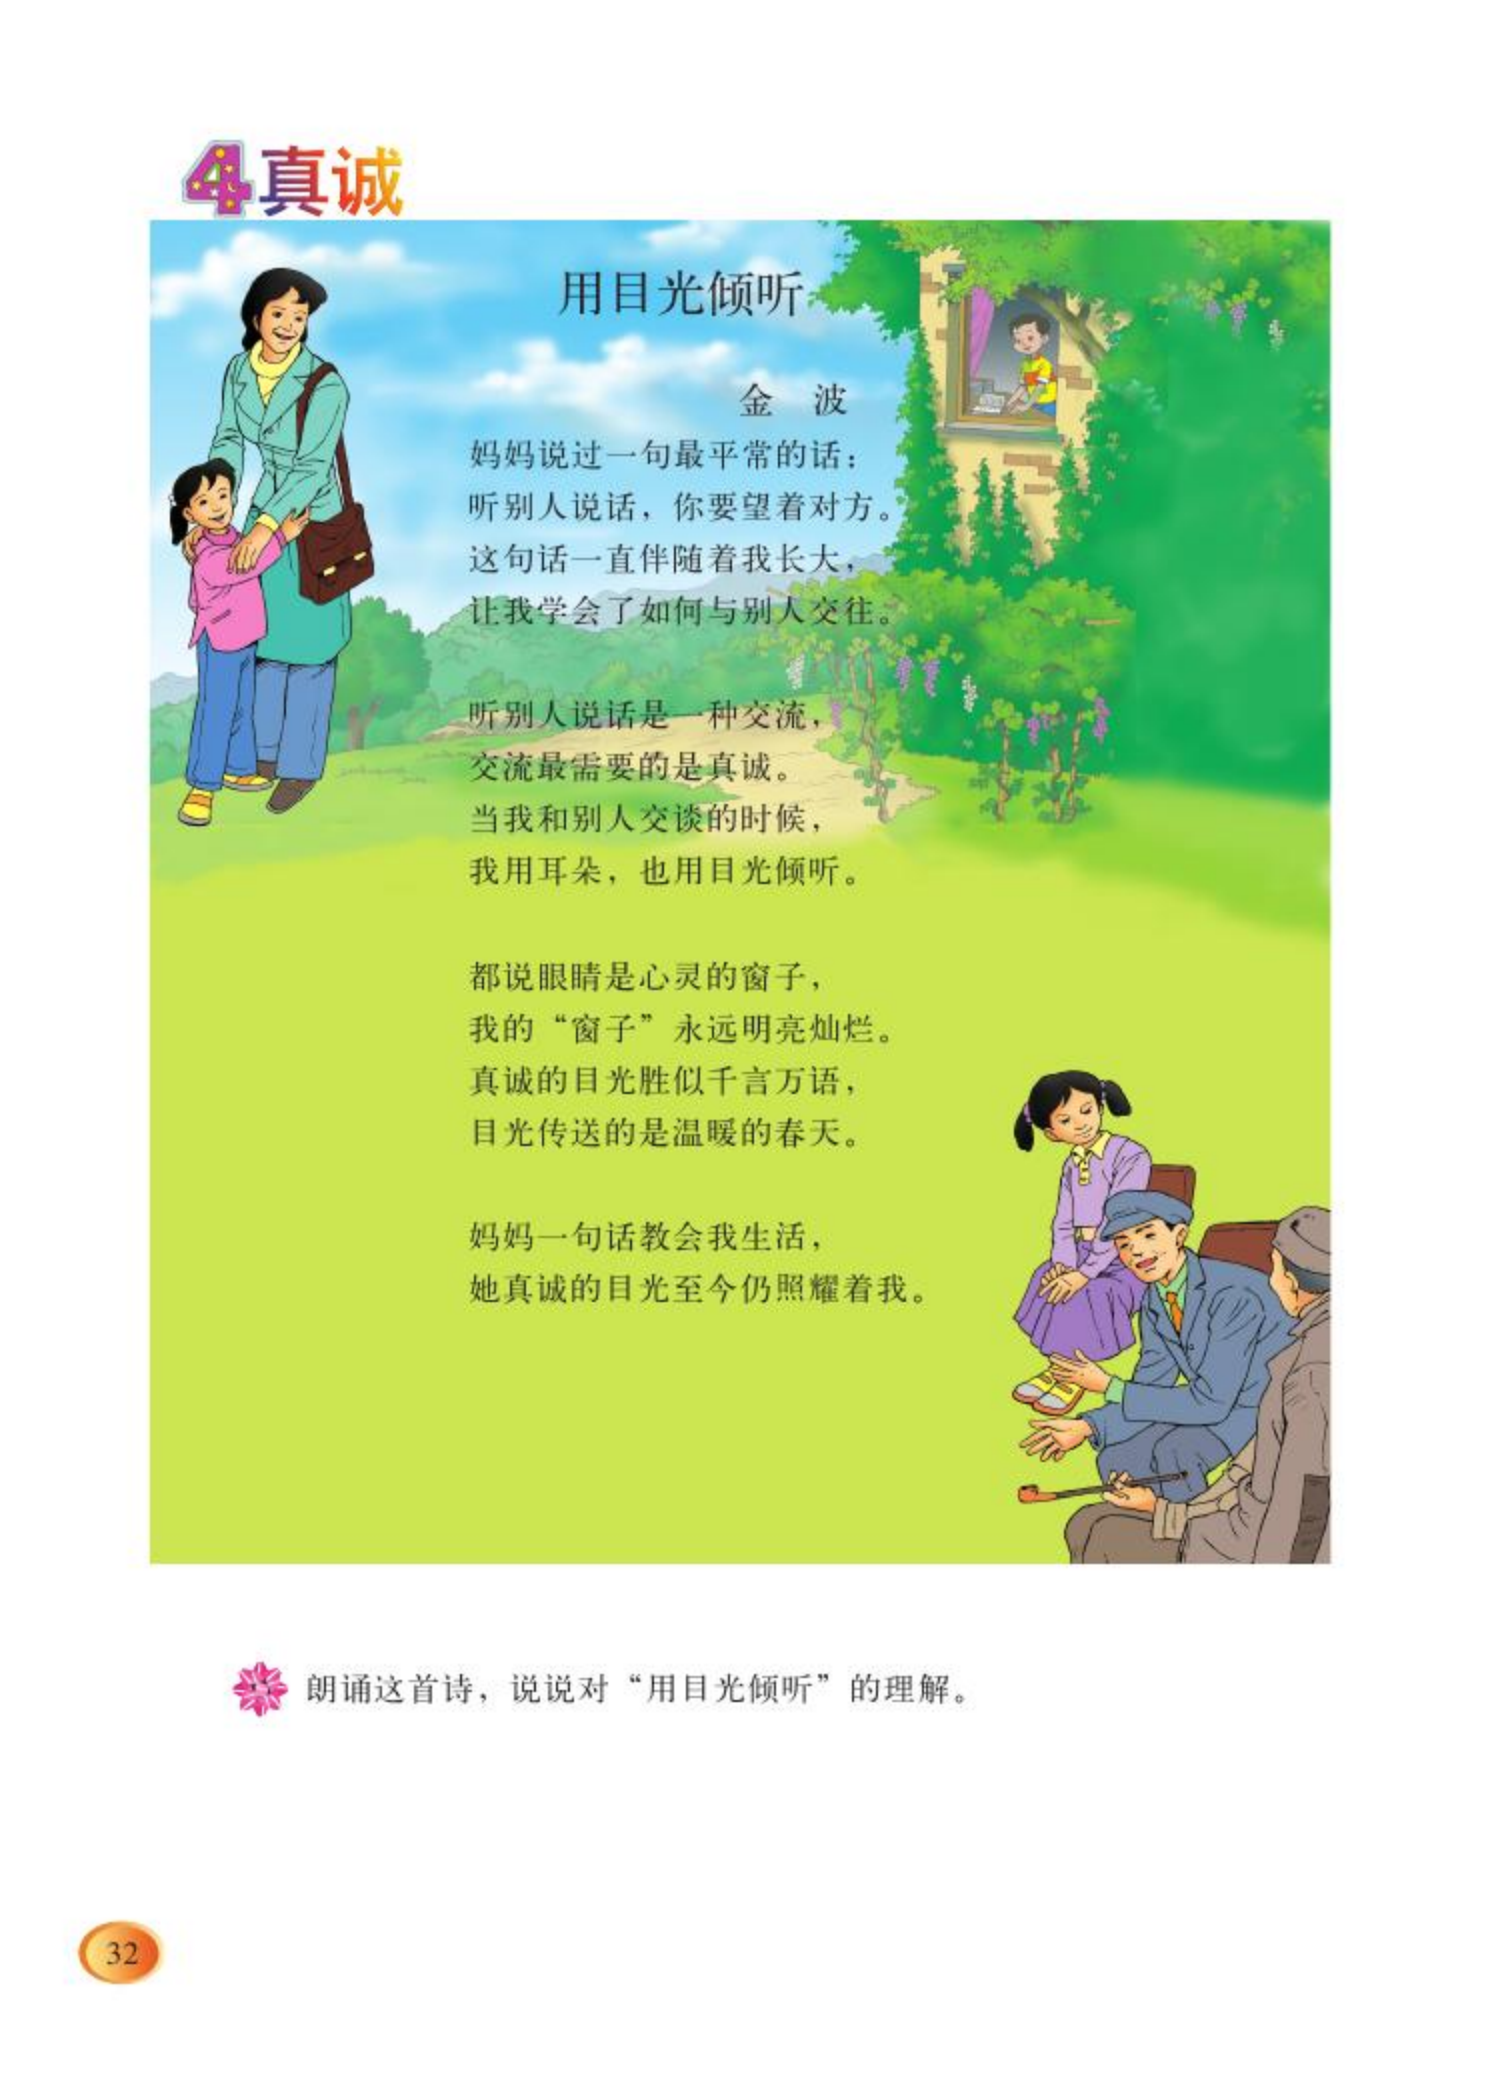 4真诚
用目光倾听
金 波
妈妈说过一句最平常的话：
听别人说话，你要望着对方。
这句话一直伴随着我长大，
让我学会了如何与别人交往。
听别人说话是一种交流，
交流最需要的是真诚。
当我和别人交谈的时候，
我用耳朵，也用目光倾听。
都说眼睛是心灵的窗子，
我的“窗子”永远明亮灿烂。
真诚的目光胜似千言万语，
目光传送的是温暖的春天。
妈妈一句话教会我生活，
她真诚的目光至今仍照耀着我。
朗诵这首诗，说说对“用目光倾听”的理解。
32